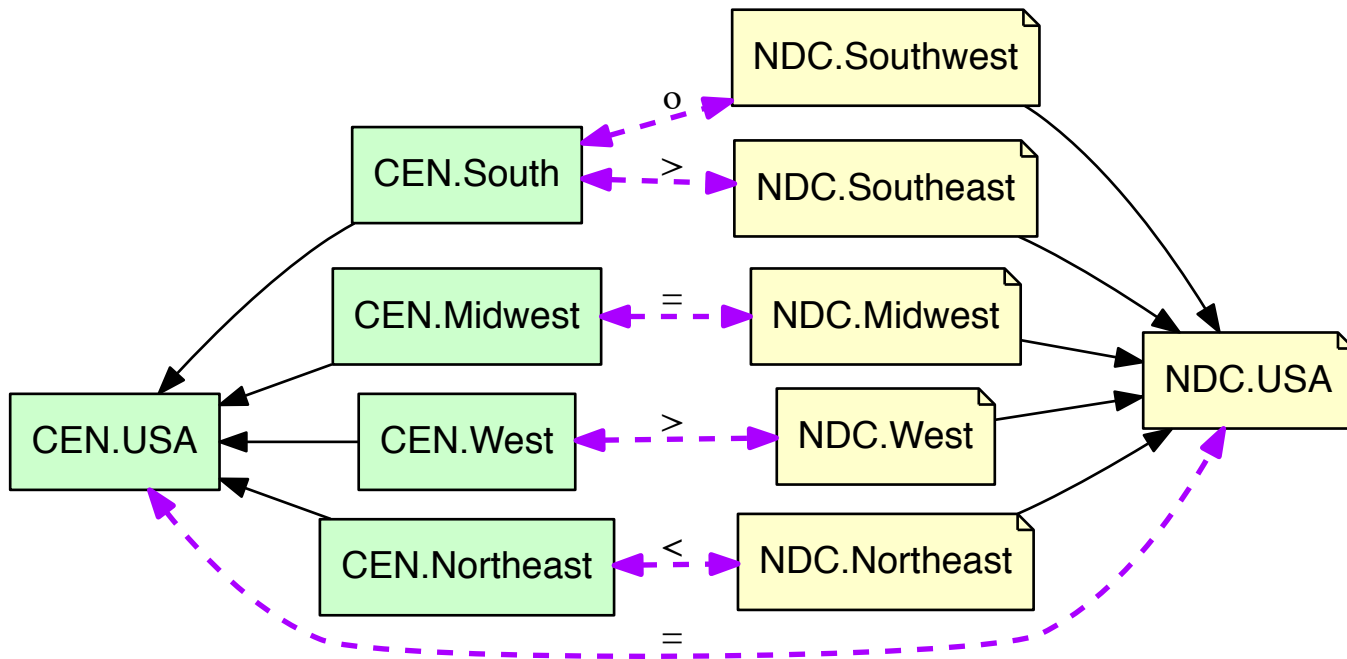 NDC.Southwest
o
CEN.South
>
NDC.Southeast
CEN.Midwest
≡
NDC.Midwest
NDC.USA
CEN.USA
CEN.West
>
NDC.West
CEN.Northeast
<
NDC.Northeast
≡